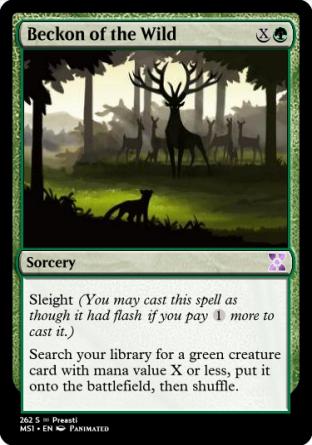 Beckon of the Wild X
Sorcery
Sleight (You may cast this spell as
though it had flash if you pay 1 more to
cast it.)
Search your library for a green creature
card with mana value X or less, put it
onto the battlefield, then shuffle.
262 S = Preasti
MS1 • EN PANIMATED